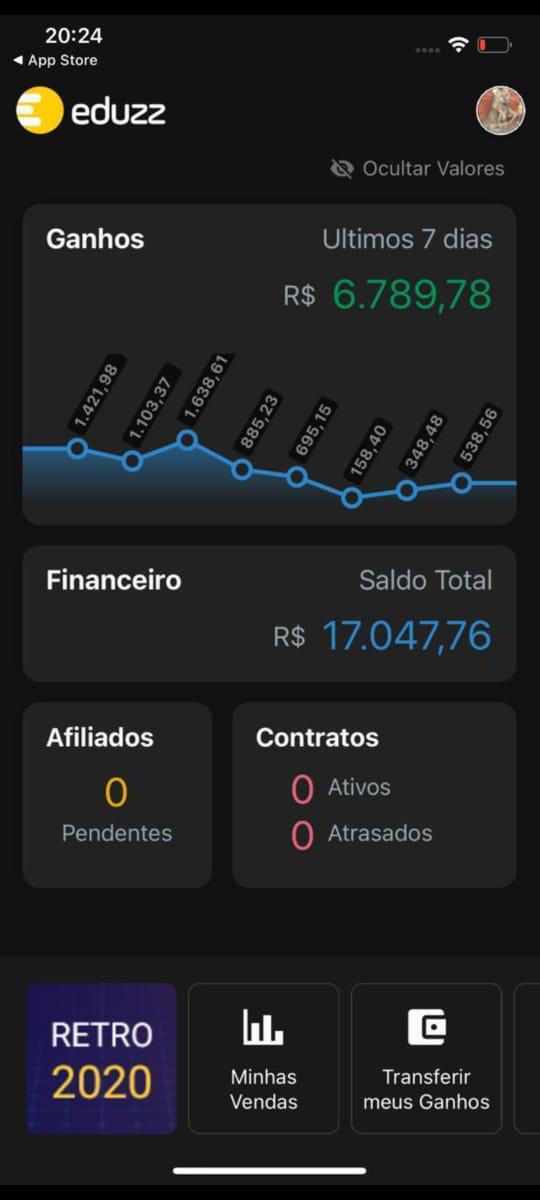 20:24
◀ App Store
eduzz
Ocultar Valores
Ganhos
Ultimos 7 dias
R$ 6.789,78
1.421,98
1.103,37
1.638,61
885,23
695,15
158,40
348,48
538,56
Financeiro
Saldo Total
R$ 17.047,76
Afiliados
0
Pendentes
Contratos
0 Ativos
0 Atrasados
RETRO
2020
Minhas
Vendas
Transferir
meus Ganhos